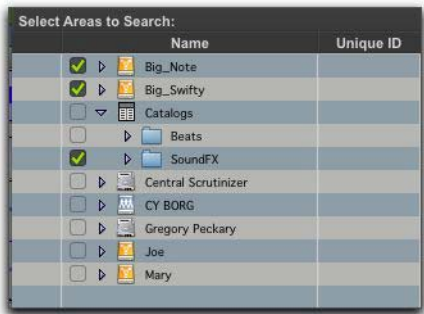 Select Areas to Search:
Name Unique ID
Big_Note
Big_Swifty
Catalogs
Beats
SoundFX
Central Scrutinizer
CY BORG
Gregory Peckary
Joe
Mary